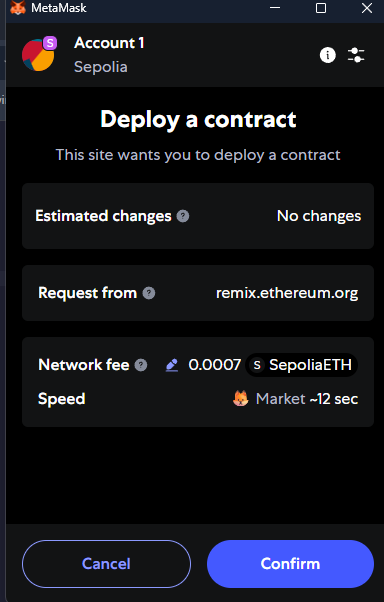 MetaMask
S
Account 1
Sepolia
Deploy a contract
This site wants you to deploy a contract
Estimated changes ? No changes
Request from ? remix.ethereum.org
Network fee ? 0.0007 S SepoliaETH
Speed Market ~12 sec
Cancel Confirm